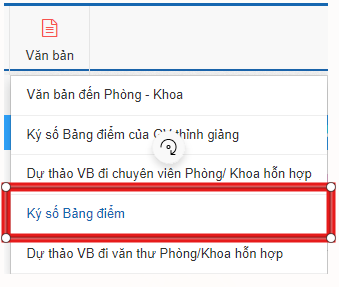 Văn bản
Văn bản đến Phòng - Khoa
Ký số Bảng điểm của GV thỉnh giảng
Dự thảo VB đi chuyên viên Phòng/ Khoa hỗn hợp
Ký số Bảng điểm
Dự thảo VB đi văn thư Phòng/Khoa hỗn hợp